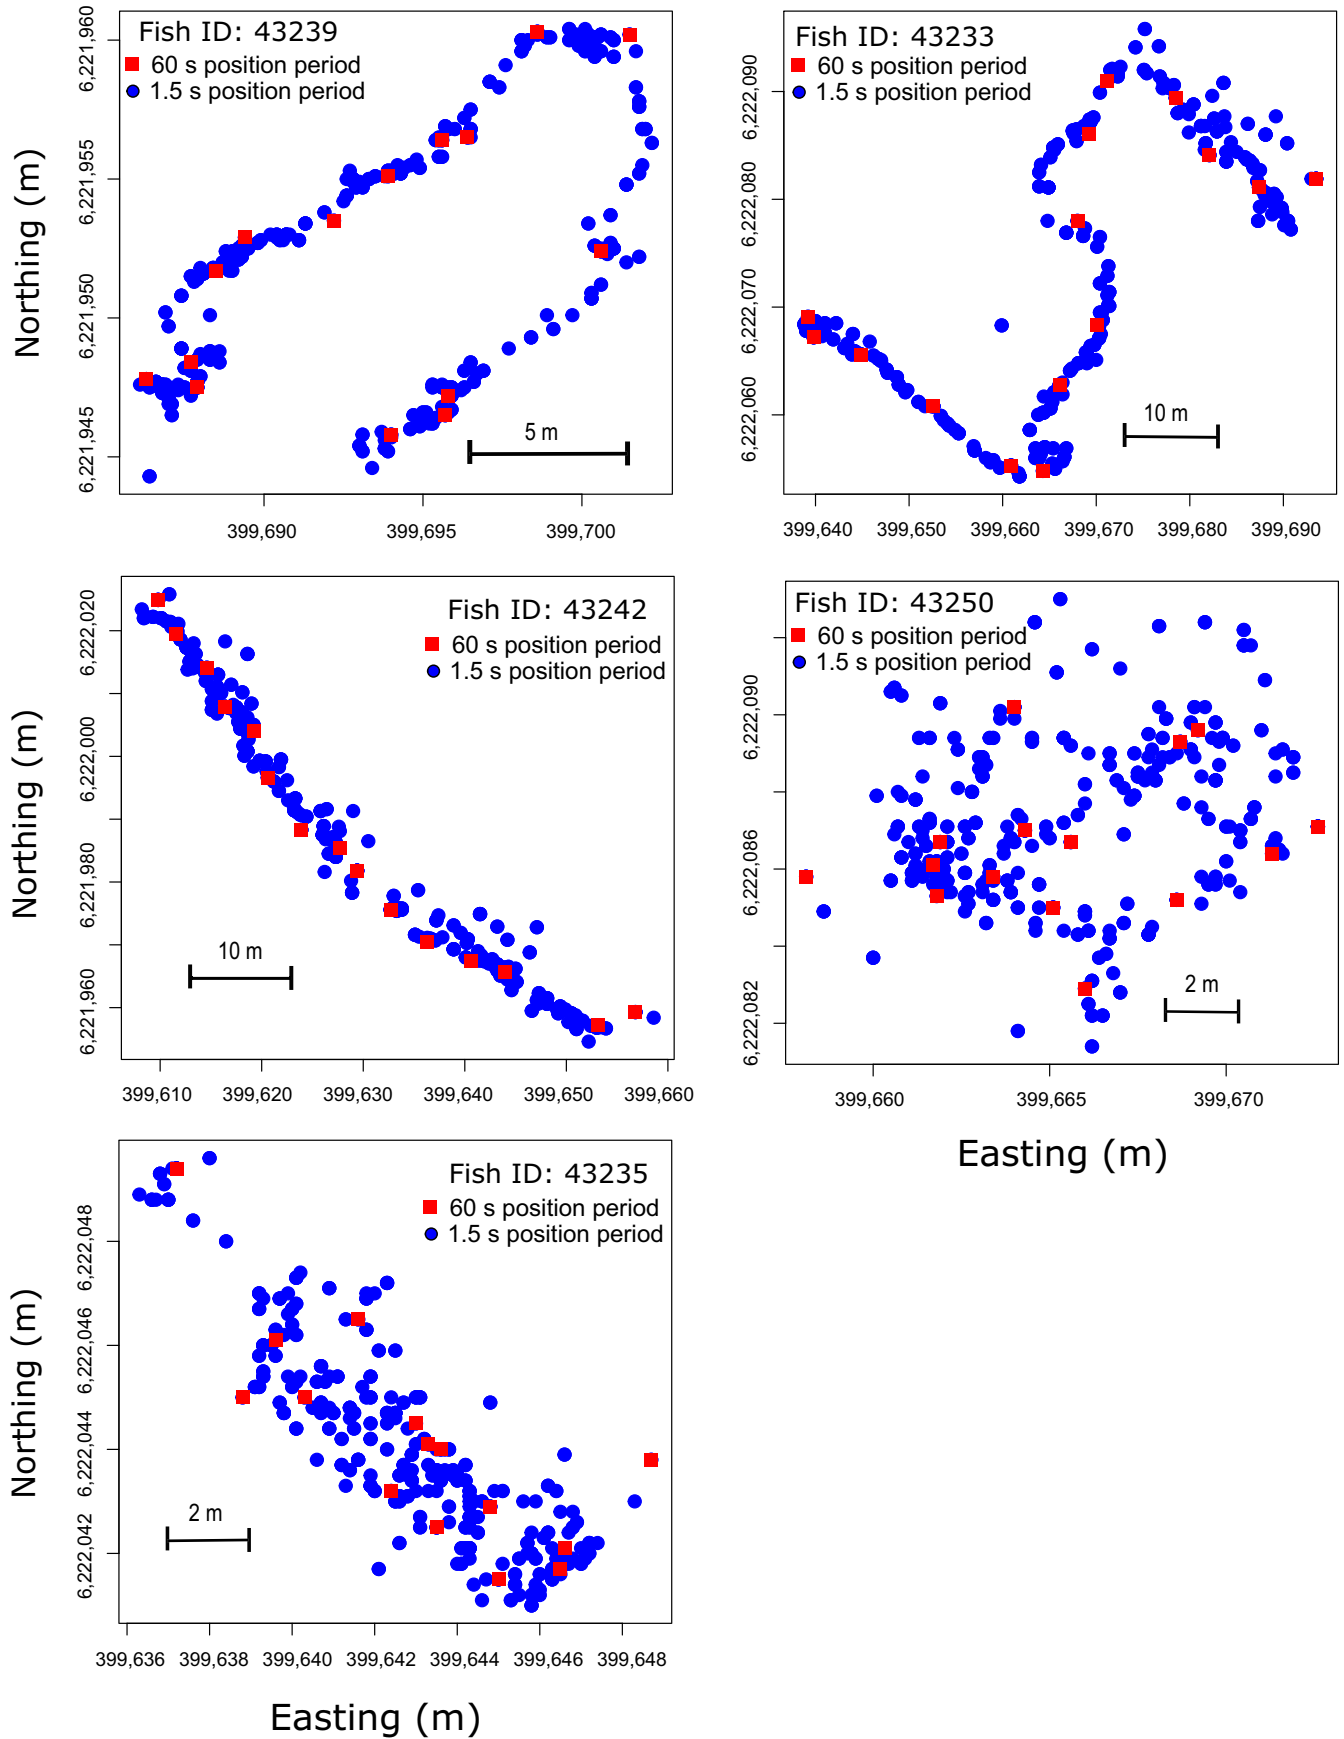 Fish ID: 43239
60 s position period
1.5 s position period
Northing (m)
6,221,960
6,221,955
6,221,950
6,221,945
5 m
399,690
399,695
399,700
Fish ID: 43233
60 s position period
1.5 s position period
6,222,090
6,222,080
6,222,070
6,222,060
10 m
399,640
399,650
399,660
399,670
399,680
399,690
Fish ID: 43242
60 s position period
1.5 s position period
Northing (m)
6,222,020
6,222,000
6,221,980
6,221,960
10 m
399,610
399,620
399,630
399,640
399,650
399,660
Fish ID: 43250
60 s position period
1.5 s position period
6,222,090
6,222,086
6,222,082
2 m
399,660
399,665
399,670
Easting (m)
Fish ID: 43235
60 s position period
1.5 s position period
Northing (m)
6,222,048
6,222,046
6,222,044
6,222,042
2 m
399,636
399,638
399,640
399,642
399,644
399,646
399,648
Easting (m)